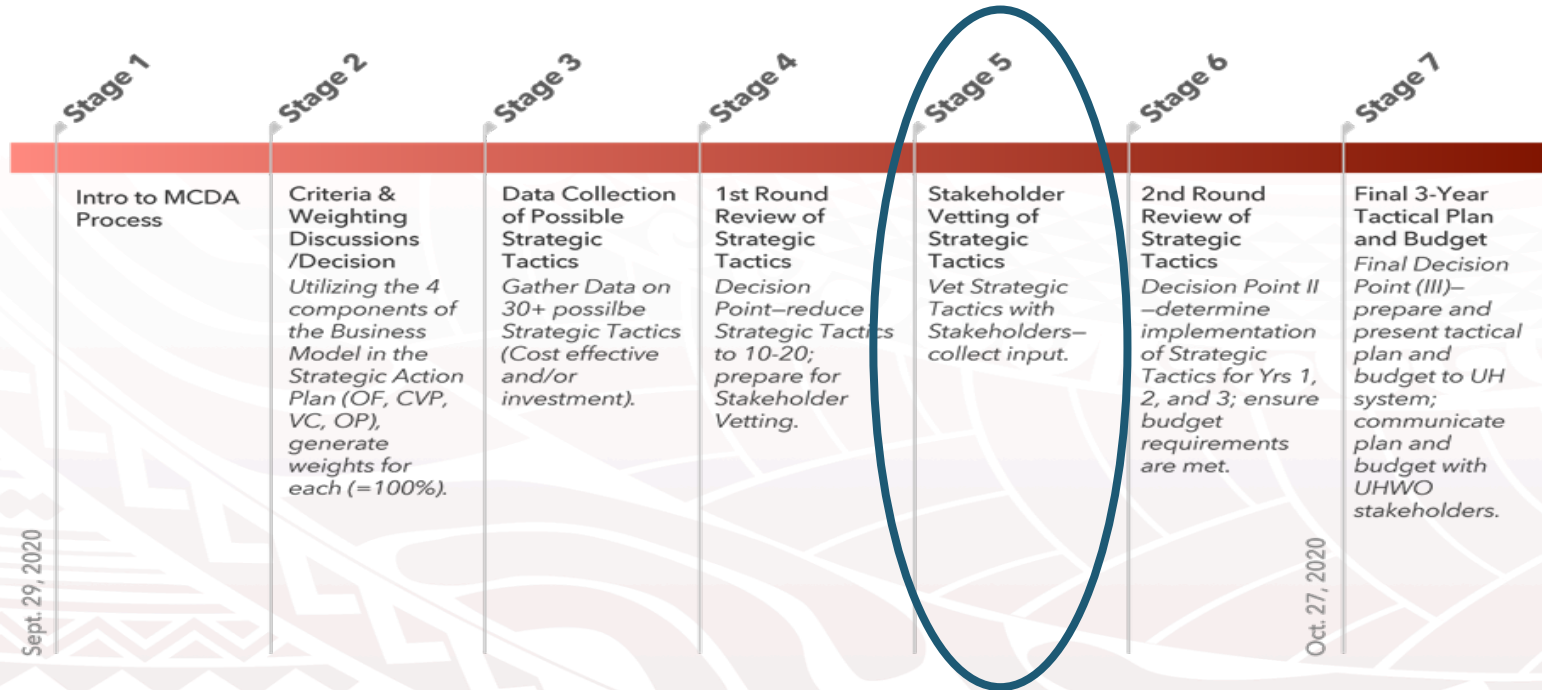 Stage 1
Stage 2
Stage 3
Stage 4
Stage 5
Stage 6
Stage 7
Intro to MCDA
Process
Criteria &
Weighting
Discussions
/Decision
Utilizing the 4
components of
the Business
Model in the
Strategic Action
Plan (OF, CVP,
VC, OP),
generate
weights for
each (=100%).
Data Collection
of Possible
Strategic
Tactics
Gather Data on
30+ possilbe
Strategic Tactics
(Cost effective
and/or
investment).
1st Round
Review of
Strategic
Tactics
Decision
Point—reduce
Strategic Tactics
to 10-20;
prepare for
Stakeholder
Vetting.
Stakeholder
Vetting of
Strategic
Tactics
Vet Strategic
Tactics with
Stakeholders—
collect input.
2nd Round
Review of
Strategic
Tactics
Decision Point II
—determine
implementation
of Strategic
Tactics for Yrs 1,
2, and 3; ensure
budget
requirements
are met.
Final 3-Year
Tactical Plan
and Budget
Final Decision
Point (III)—
prepare and
present tactical
plan and
budget to UH
system;
communicate
plan and
budget with
UHWO
stakeholders.
Sept. 29, 2020
Oct. 27, 2020